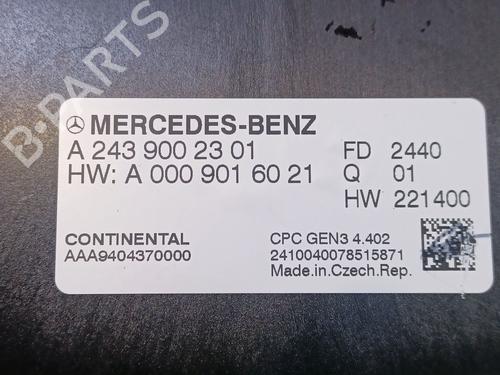 B-PARTS
MERCEDES-BENZ
A 243 900 23 01 FD 2440
HW: A 000 901 60 21 Q 01
HW 221400
CONTINENTAL CPC GEN3 4.402
AAA9404370000 2410040078515871
Made.in.Czech.Rep.